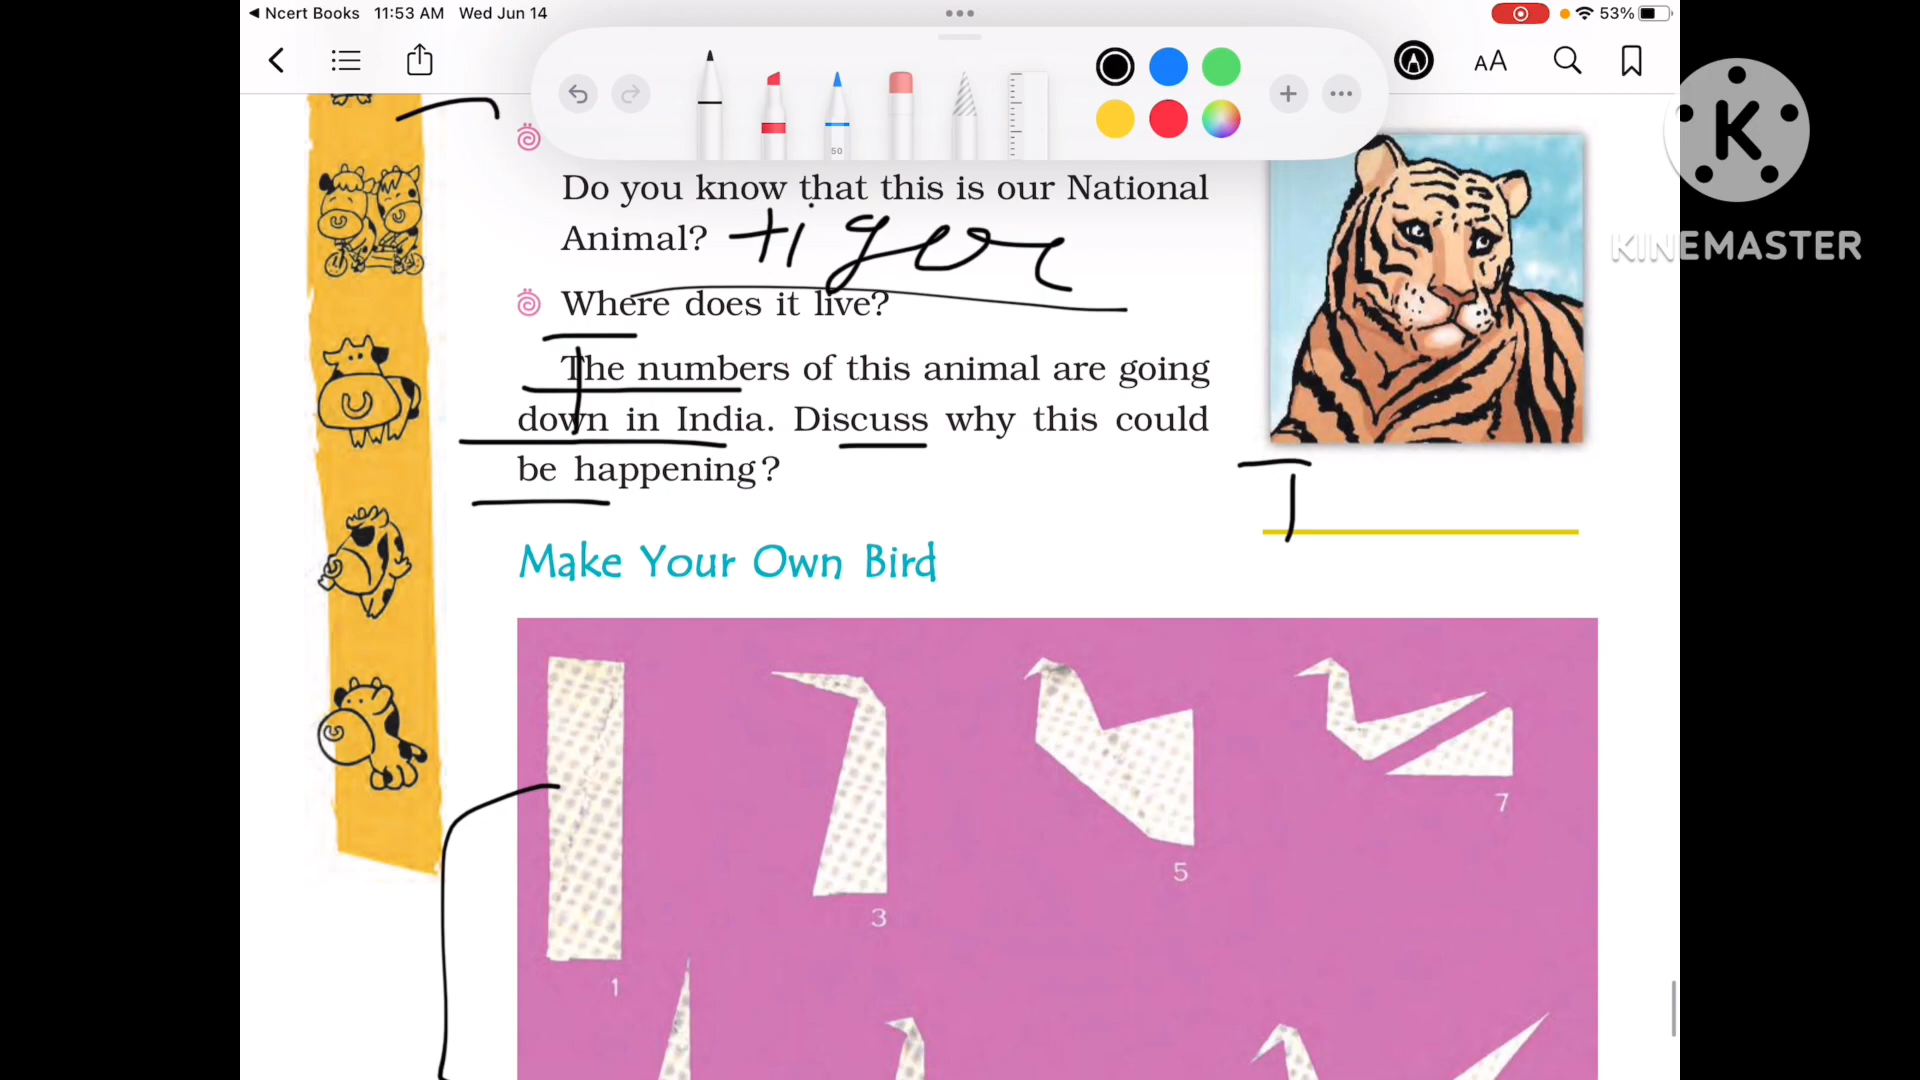 Ncert Books 11:53 AM Wed Jun 14 53%
AA
50
K
KINEMASTER
Do you know that this is our National
Animal? tiger
Where does it live?
The numbers of this animal are going
down in India. Discuss why this could
be happening?
T
Make Your Own Bird
7
5
3
1